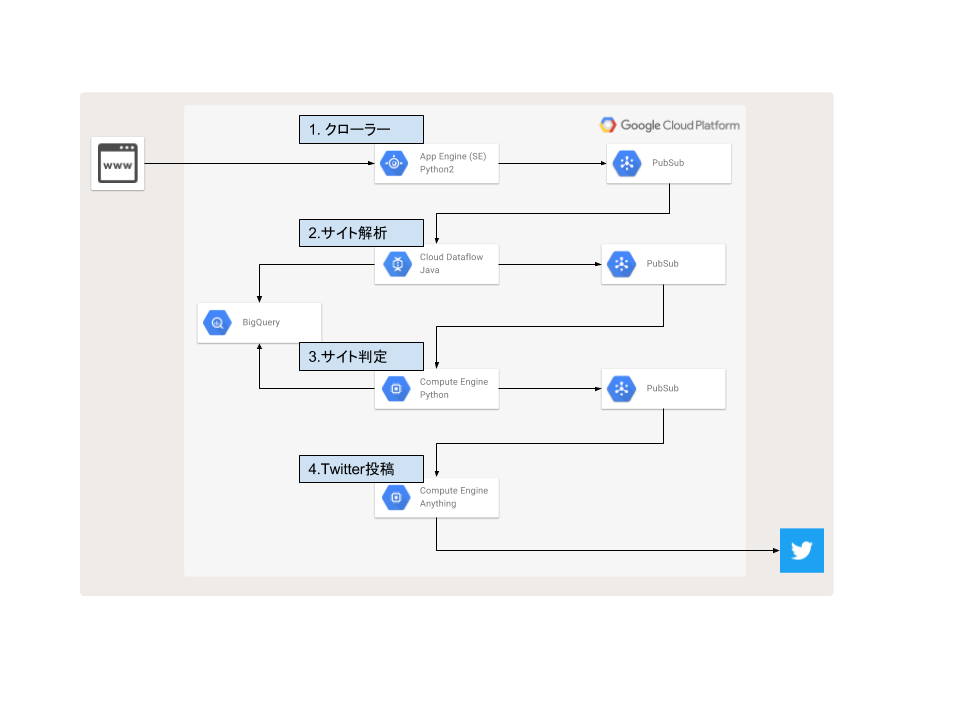 1. クローラー
Google Cloud Platform
www
App Engine (SE)
Python2
PubSub
2.サイト解析
Cloud Dataflow
Java
PubSub
BigQuery
3.サイト判定
Compute Engine
Python
PubSub
4.Twitter投稿
Compute Engine
Anything